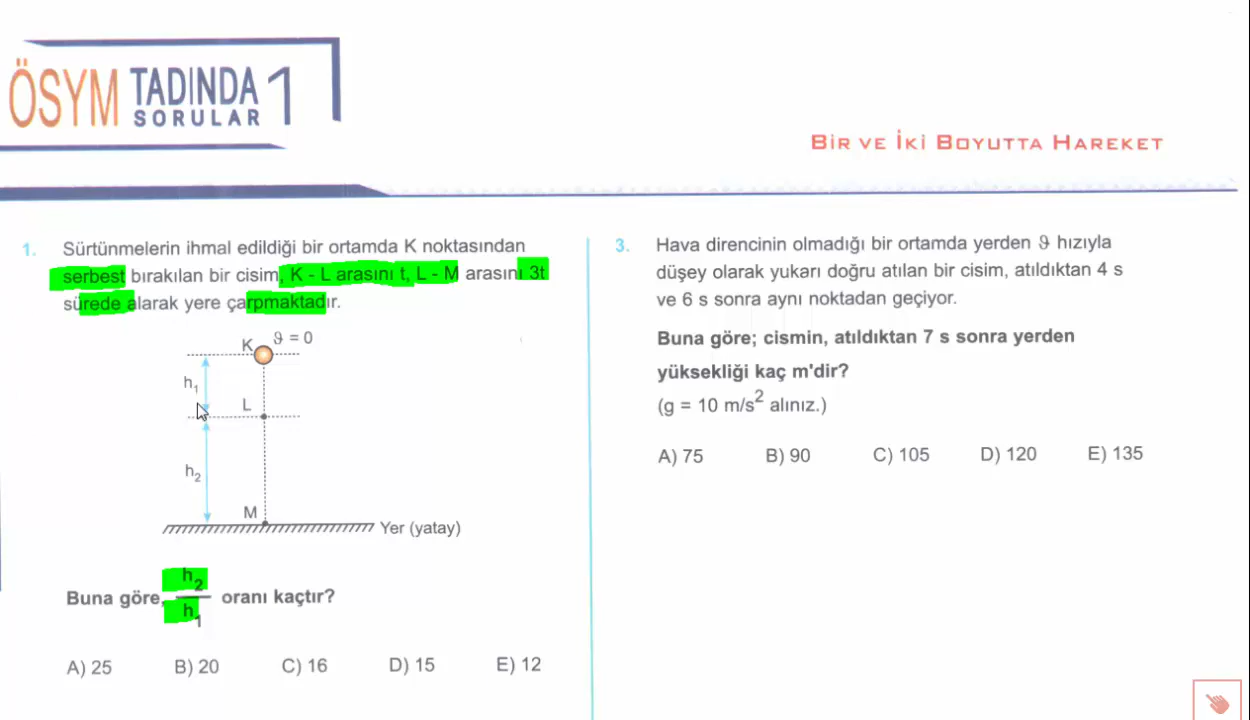 ÖSYM TADINDA SORULAR 1
BİR VE İKİ BOYUTTA HAREKET
1. Sürtünmelerin ihmal edildiği bir ortamda K noktasından
serbest bırakılan bir cisim, K - L arasını t, L - M arasını 3t
sürede alarak yere çarpmaktadır.
K ϑ = 0
h1
L
h2
M
Yer (yatay)
Buna göre, h2/h1 oranı kaçtır?
A) 25 B) 20 C) 16 D) 15 E) 12
3. Hava direncinin olmadığı bir ortamda yerden ϑ hızıyla
düşey olarak yukarı doğru atılan bir cisim, atıldıktan 4 s
ve 6 s sonra aynı noktadan geçiyor.
Buna göre; cismin, atıldıktan 7 s sonra yerden
yüksekliği kaç m'dir?
(g = 10 m/s² alınız.)
A) 75 B) 90 C) 105 D) 120 E) 135